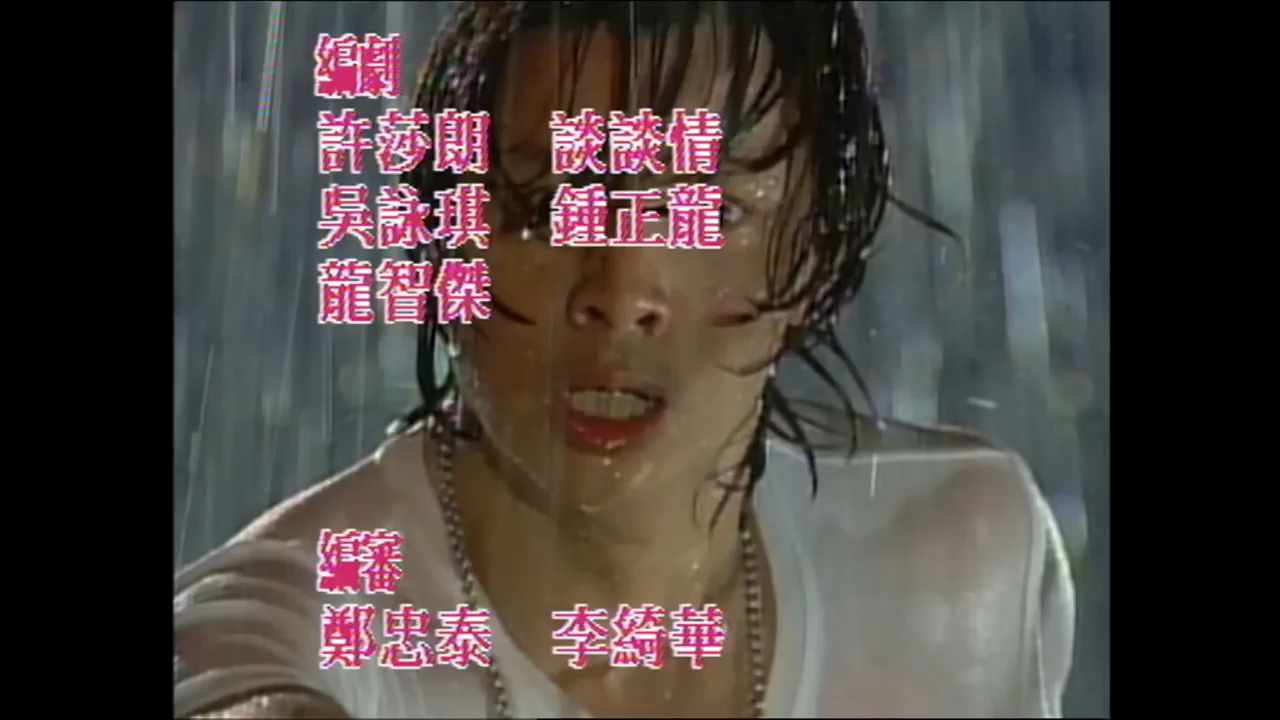 編劇
許莎朗 談談情
吳詠琪 鍾正龍
龍智傑
編審
鄭忠泰 李綺華